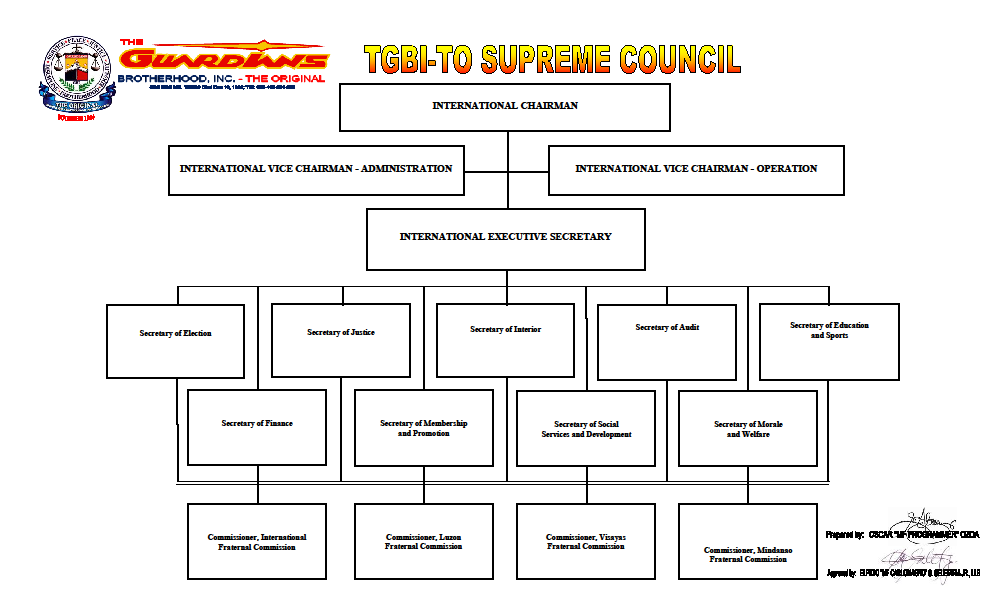 THE
GUARDIANS
BROTHERHOOD, INC. - THE ORIGINAL
THE ORIGINAL
TGBI-TO SUPREME COUNCIL
INTERNATIONAL CHAIRMAN
INTERNATIONAL VICE CHAIRMAN - ADMINISTRATION
INTERNATIONAL VICE CHAIRMAN - OPERATION
INTERNATIONAL EXECUTIVE SECRETARY
Secretary of Election
Secretary of Justice
Secretary of Interior
Secretary of Audit
Secretary of Education
and Sports
Secretary of Finance
Secretary of Membership
and Promotion
Secretary of Social
Services and Development
Secretary of Morale
and Welfare
Commissioner, International
Fraternal Commission
Commissioner, Luzon
Fraternal Commission
Commissioner, Visayas
Fraternal Commission
Commissioner, Mindanao
Fraternal Commission
Prepared by: OSCAR "MF PROGRAMMER"
Approved by: